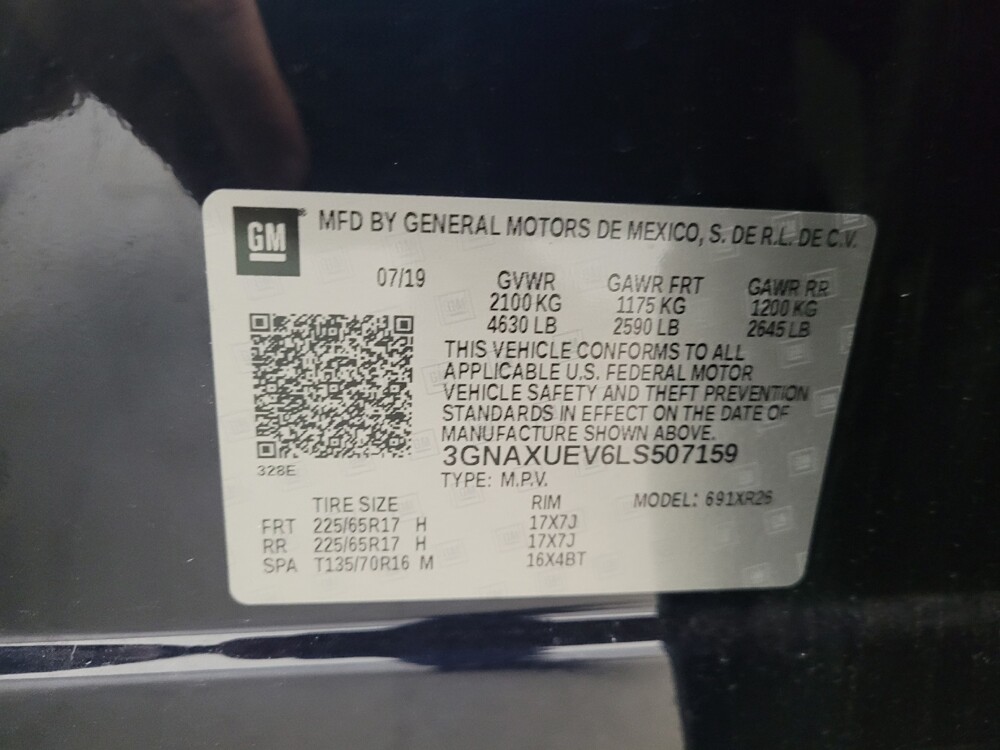 GM® MFD BY GENERAL MOTORS DE MEXICO, S. DE R.L. DE C.V.
07/19 GVWR GAWR FRT GAWR RR
2100 KG 1175 KG 1200 KG
4630 LB 2590 LB 2645 LB
THIS VEHICLE CONFORMS TO ALL
APPLICABLE U.S. FEDERAL MOTOR
VEHICLE SAFETY AND THEFT PREVENTION
STANDARDS IN EFFECT ON THE DATE OF
MANUFACTURE SHOWN ABOVE.
3GNAXUEV6LS507159
328E
TYPE: M.P.V.
TIRE SIZE RIM MODEL: 691XR26
FRT 225/65R17 H 17X7J
RR 225/65R17 H 17X7J
SPA T135/70R16 M 16X4BT